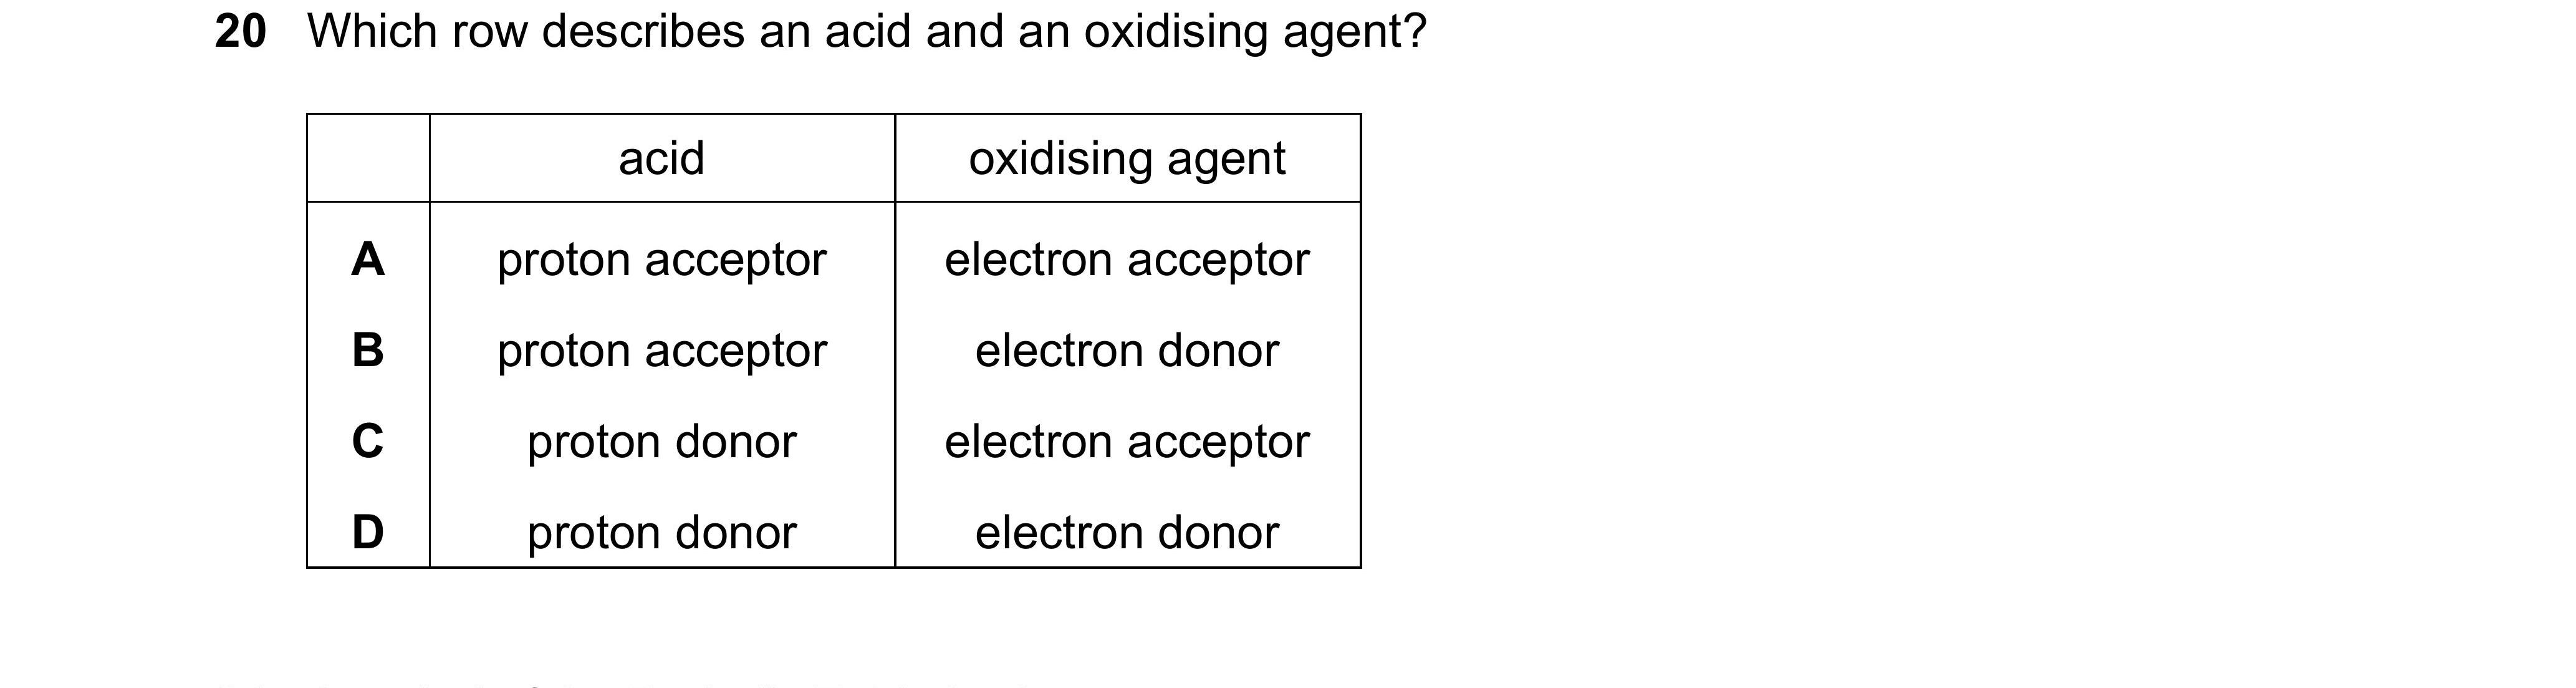 20 Which row describes an acid and an oxidising agent?
acid oxidising agent
A proton acceptor electron acceptor
B proton acceptor electron donor
C proton donor electron acceptor
D proton donor electron donor